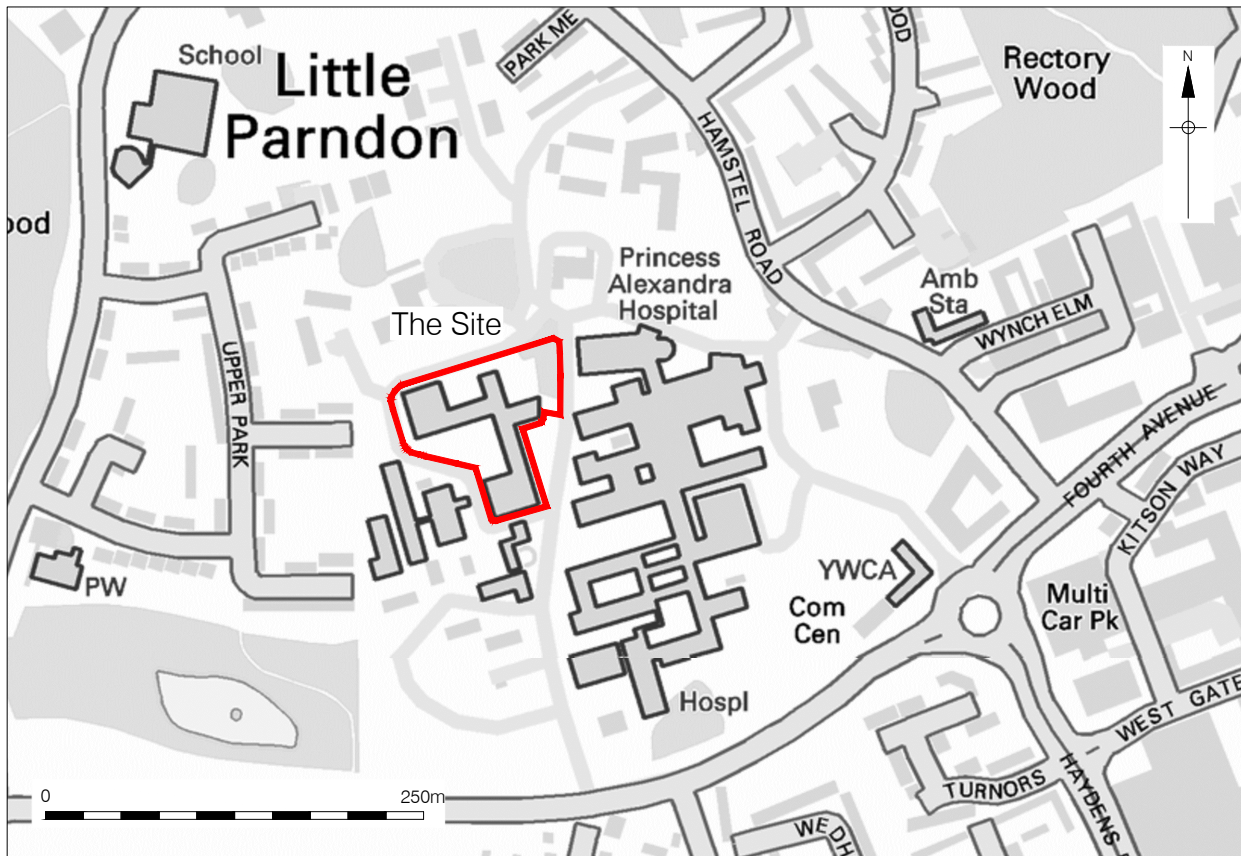 School
Little
Parndon
PARK ME
OOD
Rectory
Wood
N
HAMSTEL ROAD
ood
Princess
Alexandra
Hospital
Amb
Sta
The Site
WYNCH ELM
UPPER PARK
FOURTH AVENUE
KITSON WAY
PW
YWCA
Com
Cen
Multi
Car Pk
Hospl
WEST GATE
HAYDENS
TURNORS
WEDH
0
250m